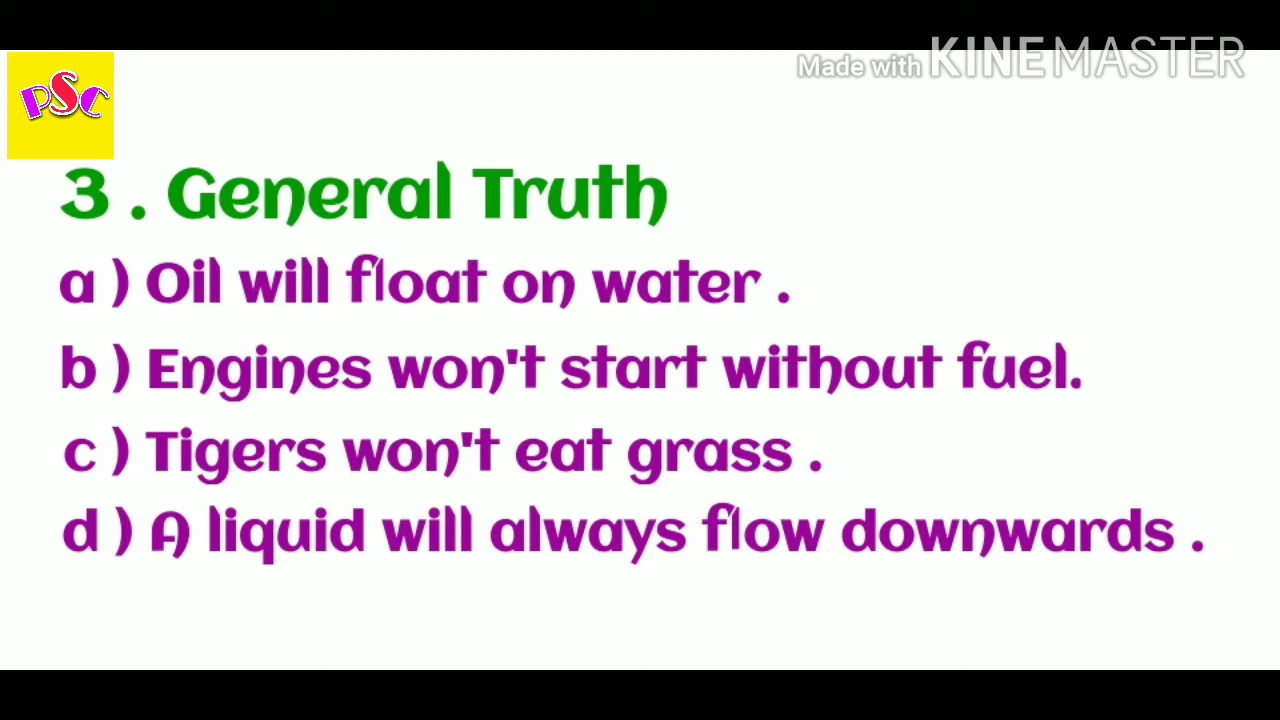 Made with KINEMASTER
PSC
3 . General Truth
a ) Oil will float on water .
b ) Engines won't start without fuel.
c ) Tigers won't eat grass .
d ) A liquid will always flow downwards .